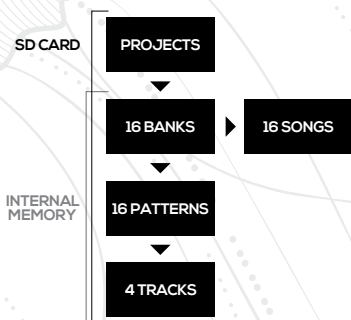 SD CARD
PROJECTS
16 BANKS
16 SONGS
INTERNAL
MEMORY
16 PATTERNS
4 TRACKS